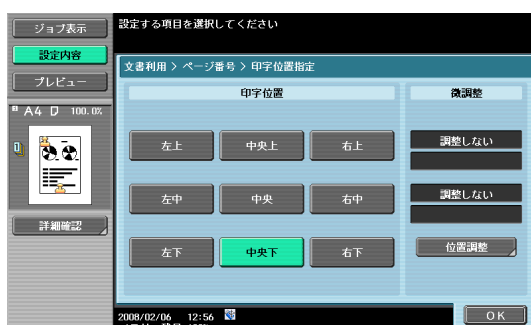 ジョブ表示
設定する項目を選択してください
設定内容
文書利用 > ページ番号 > 印字位置指定
プレビュー
印字位置
微調整
A4 100.0%
左上
中央上
右上
調整しない
左中
中央
右中
調整しない
詳細確認
左下
中央下
右下
位置調整
2008/02/06 12:56
OK